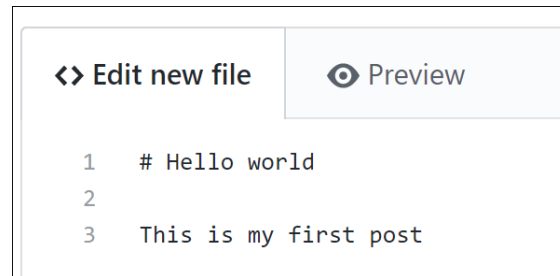 <> Edit new file
Preview
1 # Hello world
2
3 This is my first post